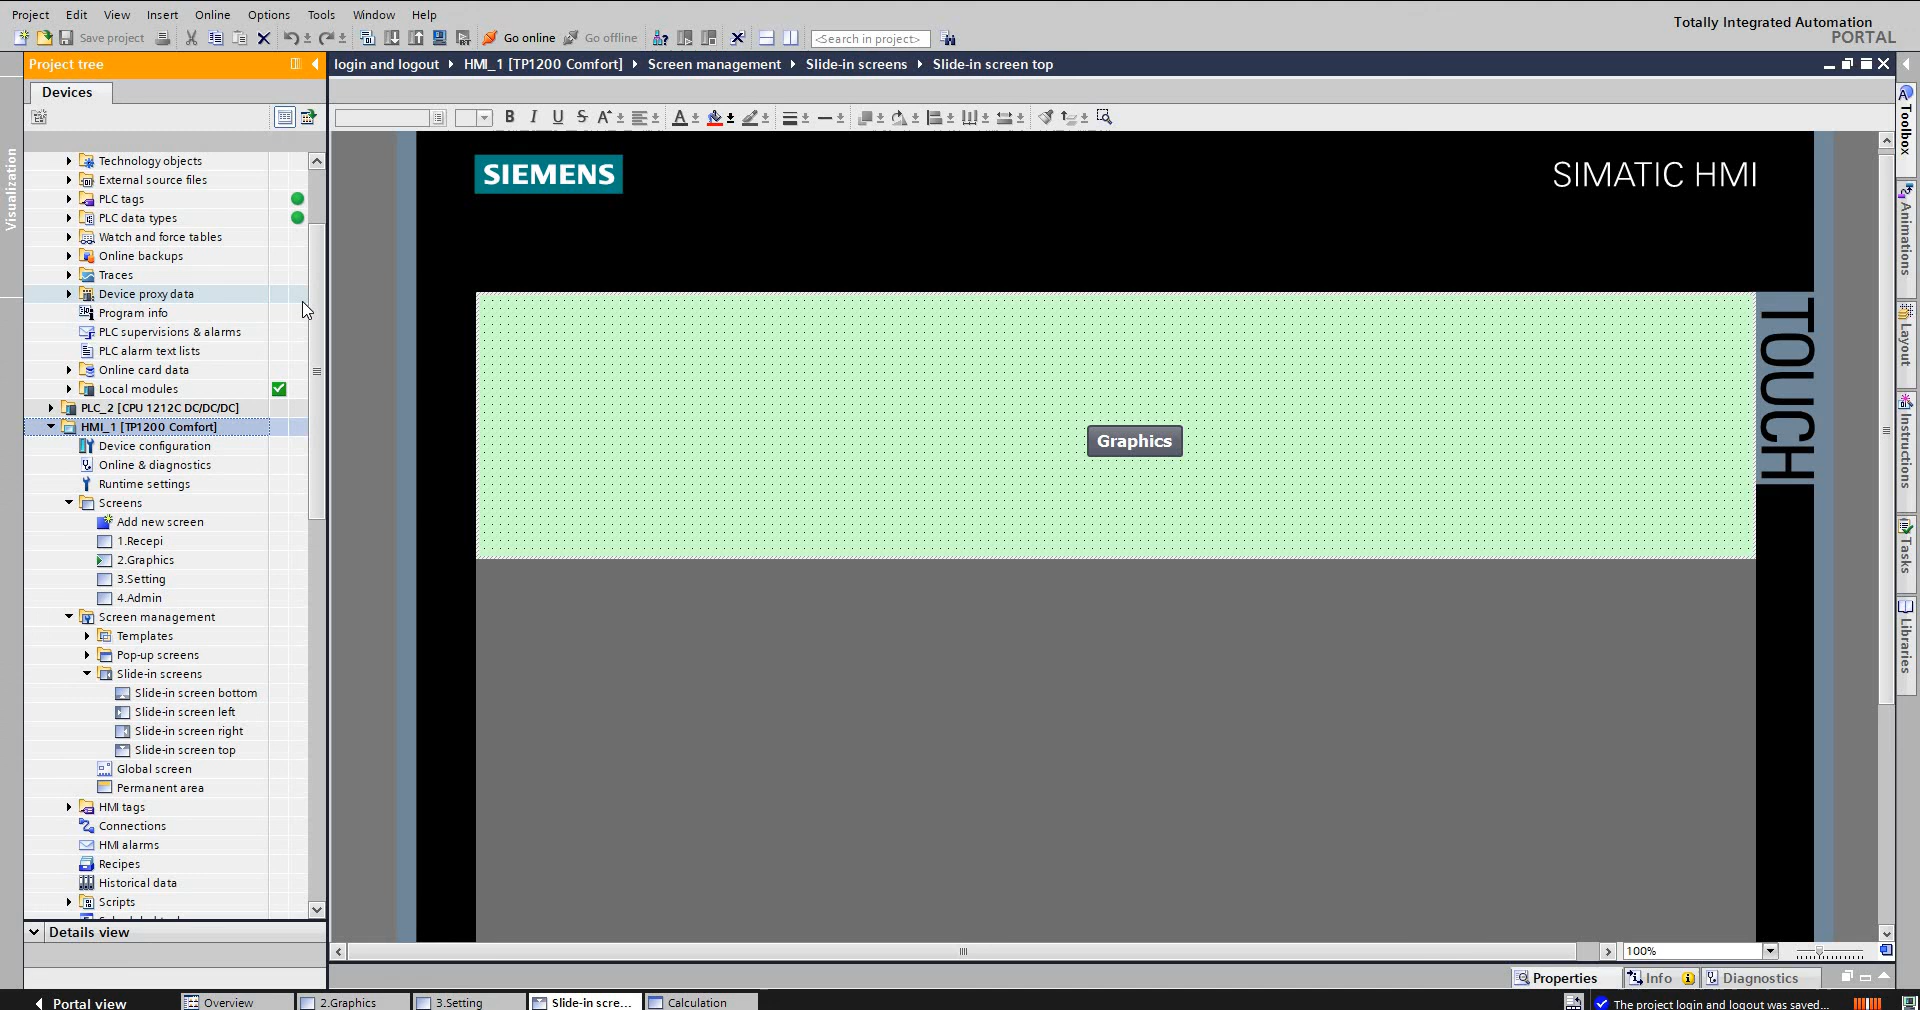 Project Edit View Insert Online Options Tools Window Help
Totally Integrated Automation
PORTAL
Save project Go online Go offline <Search in project>
Project tree
login and logout HMI_1 [TP1200 Comfort] Screen management Slide-in screens Slide-in screen top
Devices
B I U S A A
Visualization
Technology objects
External source files
PLC tags
PLC data types
Watch and force tables
Online backups
Traces
Device proxy data
Program info
PLC supervisions & alarms
PLC alarm text lists
Online card data
Local modules
PLC_2 [CPU 1212C DC/DC/DC]
HMI_1 [TP1200 Comfort]
Device configuration
Online & diagnostics
Runtime settings
Screens
Add new screen
1.Recepi
2.Graphics
3.Setting
4.Admin
Screen management
Templates
Pop-up screens
Slide-in screens
Slide-in screen bottom
Slide-in screen left
Slide-in screen right
Slide-in screen top
Global screen
Permanent area
HMI tags
Connections
HMI alarms
Recipes
Historical data
Scripts
Details view
SIEMENS
SIMATIC HMI
Graphics
TOUCH
Toolbox
Animations
Layout
Instructions
Tasks
Libraries
100%
Properties Info Diagnostics
Portal view Overview 2.Graphics 3.Setting Slide-in scre... Calculation
The project login and logout was saved...